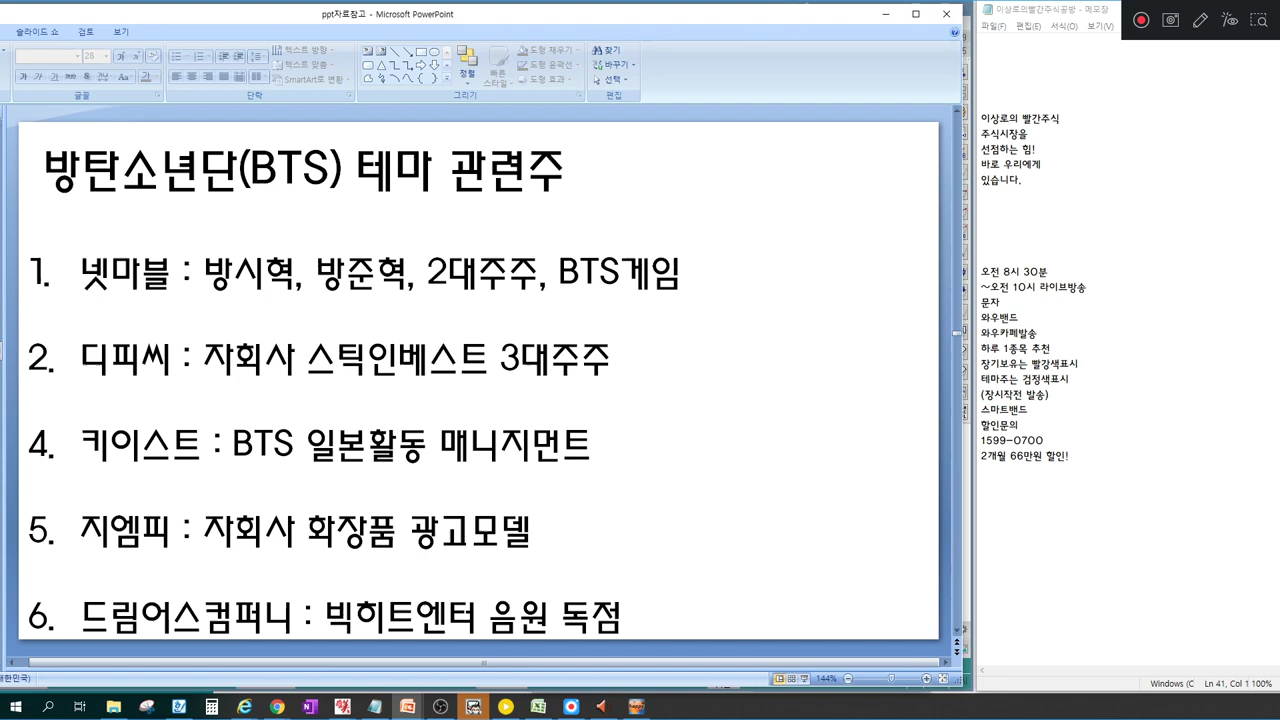 ppt자료참고 - Microsoft PowerPoint
슬라이드 쇼 검토 보기
28
텍스트 방향
텍스트 맞춤
SmartArt로 변환
정렬
빠른 스타일
도형 채우기
도형 윤곽선
도형 효과
찾기
바꾸기
선택
글꼴 단락 그리기 편집
방탄소년단(BTS) 테마 관련주
1. 넷마블 : 방시혁, 방준혁, 2대주주, BTS게임
2. 디피씨 : 자회사 스틱인베스트 3대주주
4. 키이스트 : BTS 일본활동 매니지먼트
5. 지엠피 : 자회사 화장품 광고모델
6. 드림어스컴퍼니 : 빅히트엔터 음원 독점
대한민국)
144%
이상로의빨간주식공방 - 메모장
파일(F) 편집(E) 서식(O) 보기(V)
이상로의 빨간주식
주식시장을
선점하는 힘!
바로 우리에게
있습니다.
오전 8시 30분
~오전 10시 라이브방송
문자
와우밴드
와우카페발송
하루 1종목 추천
장기보유는 빨강색표시
테마주는 검정색표시
(장시작전 발송)
스마트밴드
할인문의
1599-0700
2개월 66만원 할인!
Windows (C Ln 41, Col 1 100%